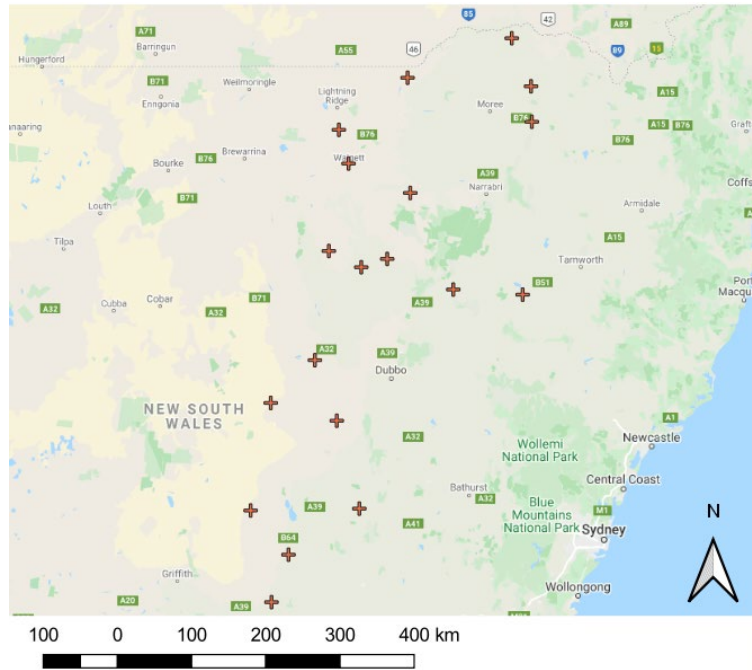 85
42
A89
A71
Barringun
A55
46
Hungerford
89
15
B71
Weilmoringle
Lightning
Ridge
Enngonia
A15
Moree
anaaring
B76
B76
A15
B76
Graft
B76
Brewarrina
B76
Walgett
Bourke
A39
Coffs
B71
Narrabri
Louth
Armidale
A15
Tilpa
Tamworth
B71
B51
Port
Macqu
Cubba
Cobar
A32
A32
A39
A32
A39
Dubbo
NEW SOUTH
WALES
A1
A32
Newcastle
Wollemi
National Park
Central Coast
Bathurst
A32
Blue
Mountains
National Park
A39
M1
N
A41
Sydney
B64
Griffith
Wollongong
A20
A39
100 0 100 200 300 400 km